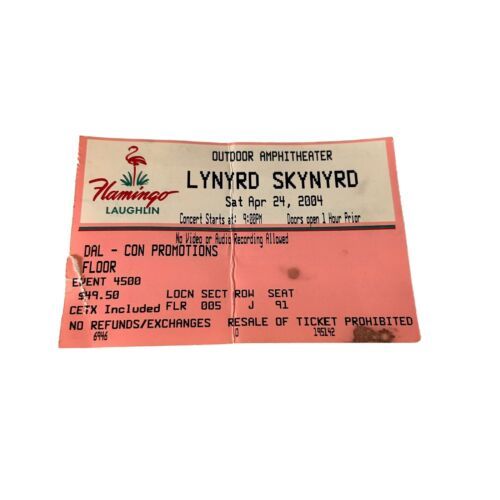 OUTDOOR AMPHITHEATER
Flamingo
LAUGHLIN
LYNYRD SKYNYRD
Sat Apr 24, 2004
Concert Starts at: 9:00PM Doors open 1 Hour Prior
No Video or Audio Recording Allowed
DAL - CON PROMOTIONS
FLOOR
EVENT 4500
$49.50 LOCN SECT ROW SEAT
CETX Included FLR 005 J 91
NO REFUNDS/EXCHANGES RESALE OF TICKET PROHIBITED
6946 0 195142